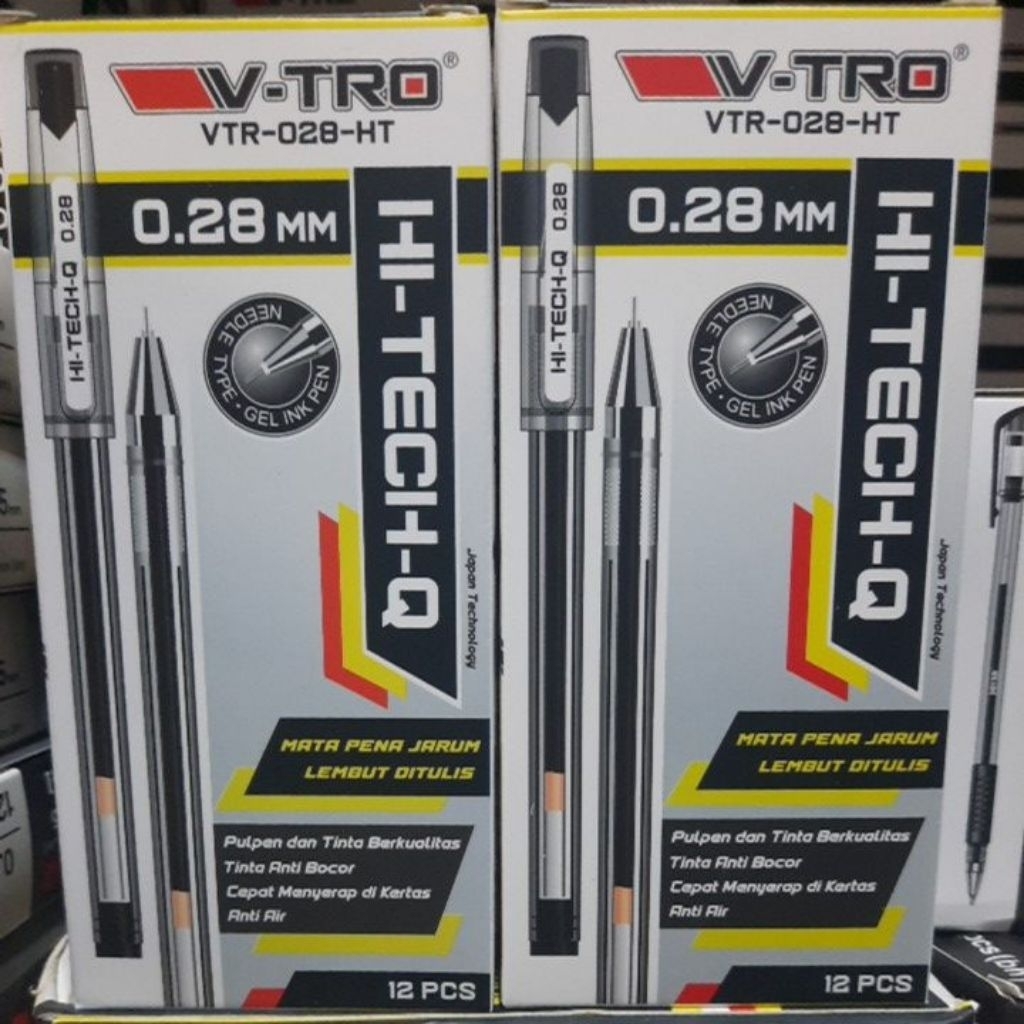 V-TRO®
VTR-028-HT
0.28 MM
HI-TECH-Q 0.28
HI-TECH-Q
NEEDLE TYPE • GEL INK PEN
Japan Technology
MATA PENA JARUM
LEMBUT DITULIS
Pulpen dan Tinta Berkualitas
Tinta Anti Bocor
Cepat Menyerap di Kertas
Anti Air
12 PCS
V-TRO®
VTR-028-HT
0.28 MM
HI-TECH-Q 0.28
HI-TECH-Q
NEEDLE TYPE • GEL INK PEN
Japan Technology
MATA PENA JARUM
LEMBUT DITULIS
Pulpen dan Tinta Berkualitas
Tinta Anti Bocor
Cepat Menyerap di Kertas
Anti Air
12 PCS